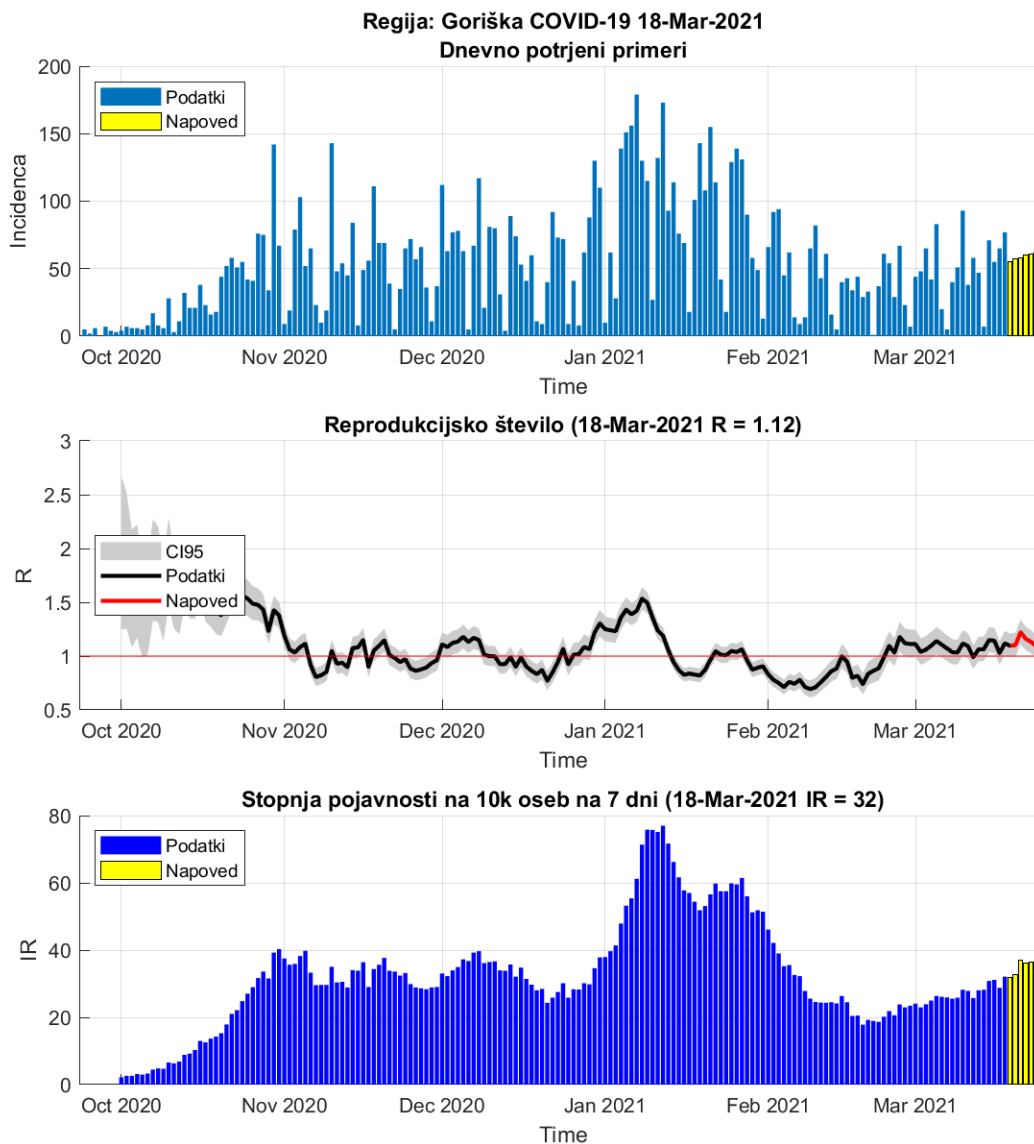 Regija: Goriška COVID-19 18-Mar-2021
Dnevno potrjeni primeri
200
150
100
50
0
Incidenca
Podatki
Napoved
Oct 2020 Nov 2020 Dec 2020 Jan 2021 Feb 2021 Mar 2021
Time
Reprodukcijsko število (18-Mar-2021 R = 1.12)
3
2.5
2
1.5
1
0.5
R
CI95
Podatki
Napoved
Oct 2020 Nov 2020 Dec 2020 Jan 2021 Feb 2021 Mar 2021
Time
Stopnja pojavnosti na 10k oseb na 7 dni (18-Mar-2021 IR = 32)
80
60
40
20
0
IR
Podatki
Napoved
Oct 2020 Nov 2020 Dec 2020 Jan 2021 Feb 2021 Mar 2021
Time